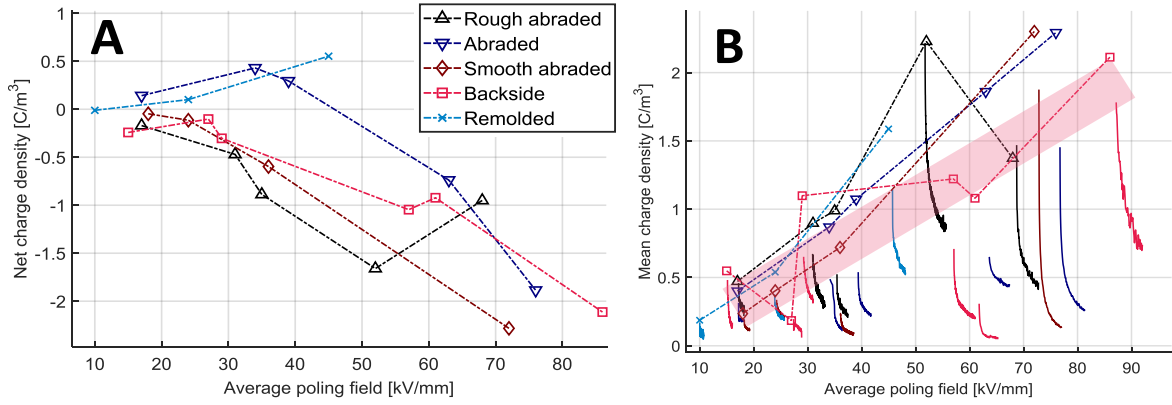 A
1
0.5
0
-0.5
-1
-1.5
-2
Net charge density [C/m³]
10 20 30 40 50 60 70 80
Average poling field [kV/mm]
Rough abraded
Abraded
Smooth abraded
Backside
Remolded
B
2
1.5
1
0.5
0
Mean charge density [C/m³]
10 20 30 40 50 60 70 80 90
Average poling field [kV/mm]